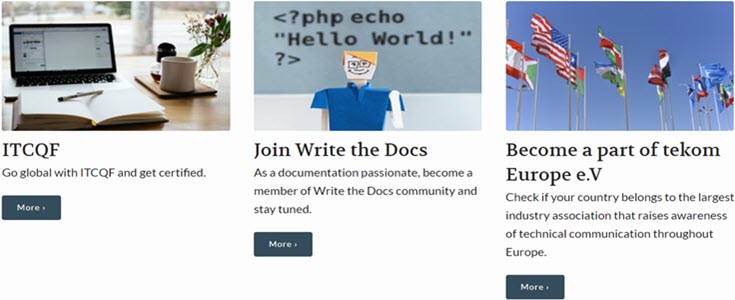 ITCQF
Go global with ITCQF and get certified.
More ›
<?php echo
"Hello World!"
?>
Join Write the Docs
As a documentation passionate, become a
member of Write the Docs community and
stay tuned.
More ›
Become a part of tekom
Europe e.V
Check if your country belongs to the largest
industry association that raises awareness
of technical communication throughout
Europe.
More ›